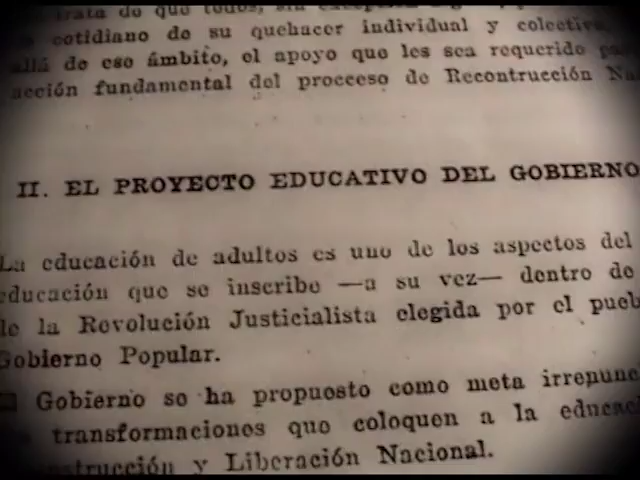 trata de que todos, sin
cotidiano de su quehacer individual y colectiv
allá de ese ámbito, el apoyo que les sea requerido
acción fundamental del proceso de Recontrucción Na
II. EL PROYECTO EDUCATIVO DEL GOBIERNO
La educación de adultos es uno de los aspectos del
educación que se inscribe —a su vez— dentro de
de la Revolución Justicialista elegida por el pueb
Gobierno Popular.
Gobierno se ha propuesto como meta irrenunc
transformaciones que coloquen a la educac
strucción y Liberación Nacional.